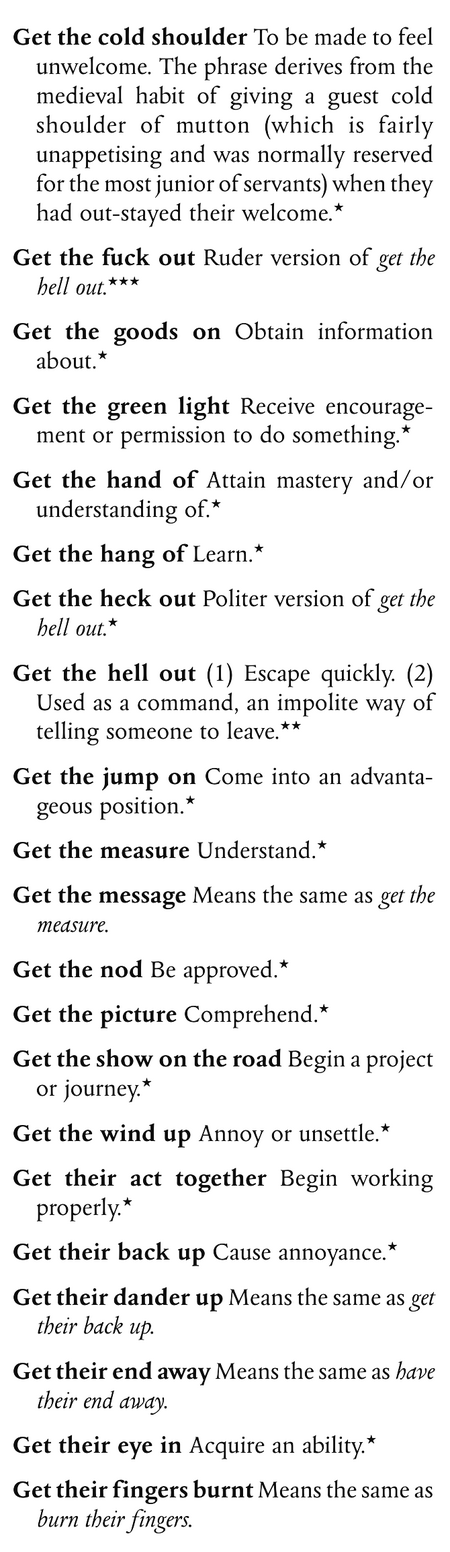 Get the cold shoulder To be made to feel
unwelcome. The phrase derives from the
medieval habit of giving a guest cold
shoulder of mutton (which is fairly
unappetising and was normally reserved
for the most junior of servants) when they
had out-stayed their welcome.★
Get the fuck out Ruder version of get the
hell out.★★★
Get the goods on Obtain information
about.★
Get the green light Receive encourage-
ment or permission to do something.★
Get the hand of Attain mastery and/or
understanding of.★
Get the hang of Learn.★
Get the heck out Politer version of get the
hell out.★
Get the hell out (1) Escape quickly. (2)
Used as a command, an impolite way of
telling someone to leave.★★
Get the jump on Come into an advanta-
geous position.★
Get the measure Understand.★
Get the message Means the same as get the
measure.
Get the nod Be approved.★
Get the picture Comprehend.★
Get the show on the road Begin a project
or journey.★
Get the wind up Annoy or unsettle.★
Get their act together Begin working
properly.★
Get their back up Cause annoyance.★
Get their dander up Means the same as get
their back up.
Get their end away Means the same as have
their end away.
Get their eye in Acquire an ability.★
Get their fingers burnt Means the same as
burn their fingers.